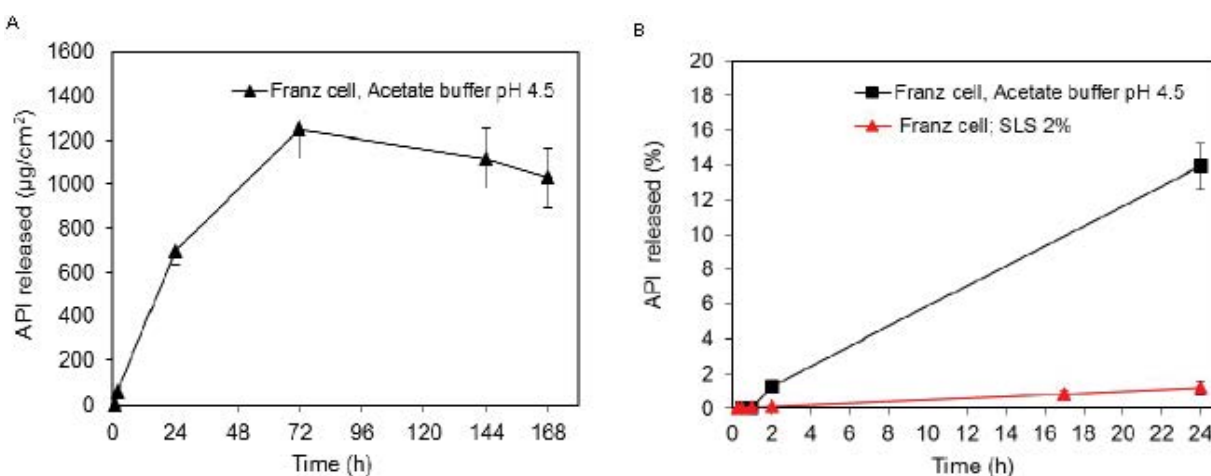 A
1600
1400
1200
1000
800
600
400
200
0
API released (µg/cm²)
Franz cell, Acetate buffer pH 4.5
0 24 48 72 96 120 144 168
Time (h)
B
20
18
16
14
12
10
8
6
4
2
0
API released (%)
Franz cell, Acetate buffer pH 4.5
Franz cell; SLS 2%
0 2 4 6 8 10 12 14 16 18 20 22 24
Time (h)